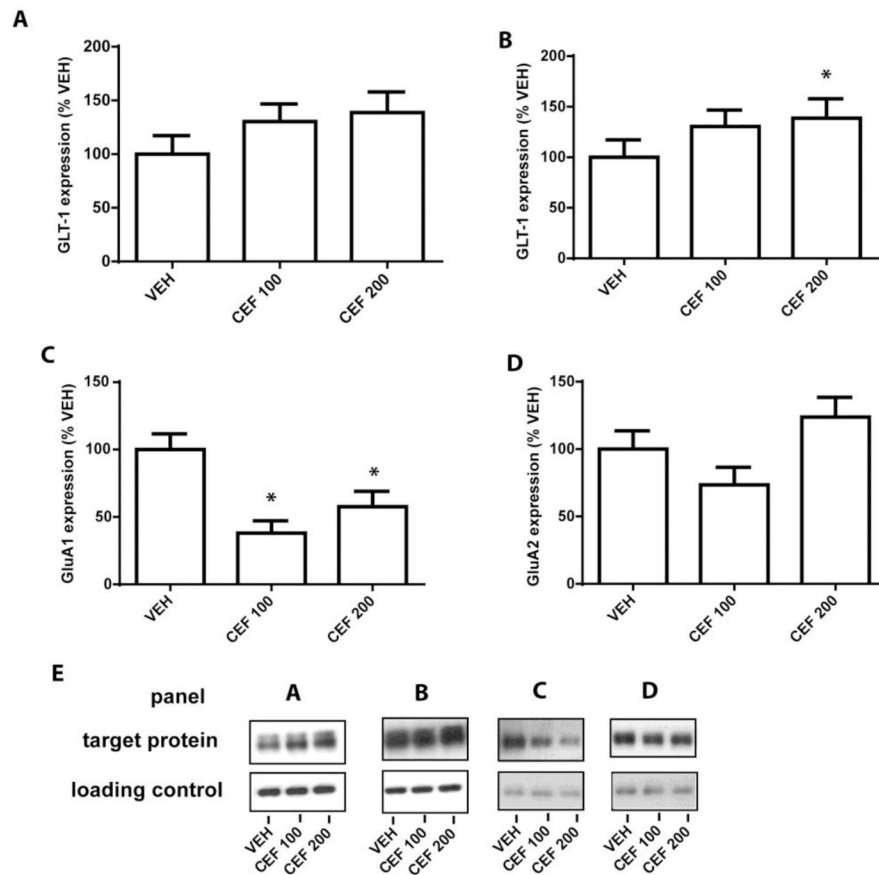 A
GLT-1 expression (% VEH)
200
150
100
50
0
VEH
CEF 100
CEF 200
B
GLT-1 expression (% VEH)
200
150
100
50
0
*
VEH
CEF 100
CEF 200
C
GluA1 expression (% VEH)
150
100
50
0
*
*
VEH
CEF 100
CEF 200
D
GluA2 expression (% VEH)
150
100
50
0
VEH
CEF 100
CEF 200
E
panel A B C D
target protein
loading control
VEH
CEF 100
CEF 200
VEH
CEF 100
CEF 200
VEH
CEF 100
CEF 200
VEH
CEF 100
CEF 200